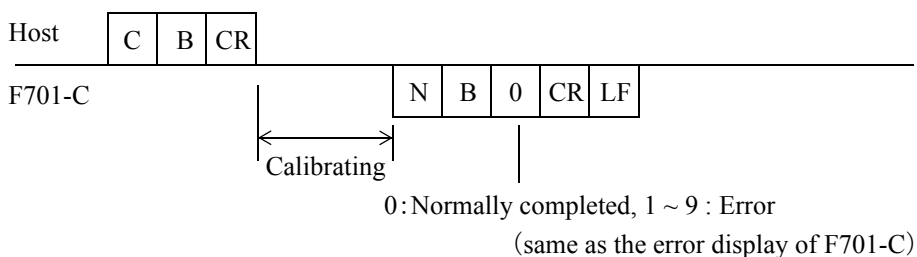 Host
C B CR
F701-C
N B 0 CR LF
Calibrating
0:Normally completed, 1 ~ 9 : Error
(same as the error display of F701-C)